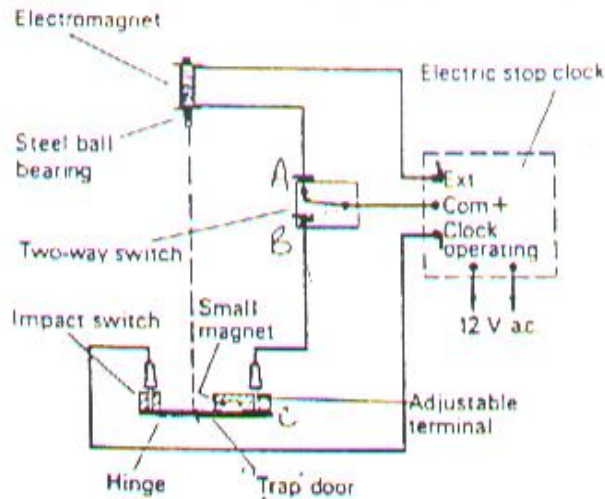 Electromagnet
Electric stop clock
Steel ball
bearing
A
Ext
Com +
Clock
operating
B
Two-way switch
Small
magnet
12 V a.c.
Impact switch
C
Adjustable
terminal
Hinge
Trap door